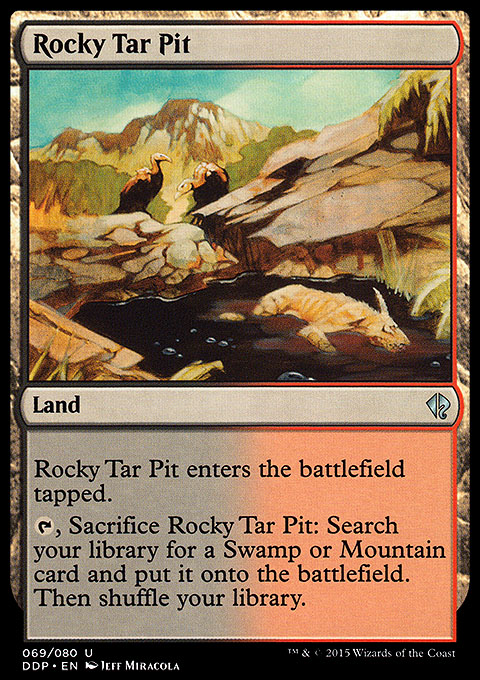 Rocky Tar Pit
Land
Rocky Tar Pit enters the battlefield
tapped.
, Sacrifice Rocky Tar Pit: Search
your library for a Swamp or Mountain
card and put it onto the battlefield.
Then shuffle your library.
069/080 U
DDP • EN Jeff Miracola
™ & © 2015 Wizards of the Coast